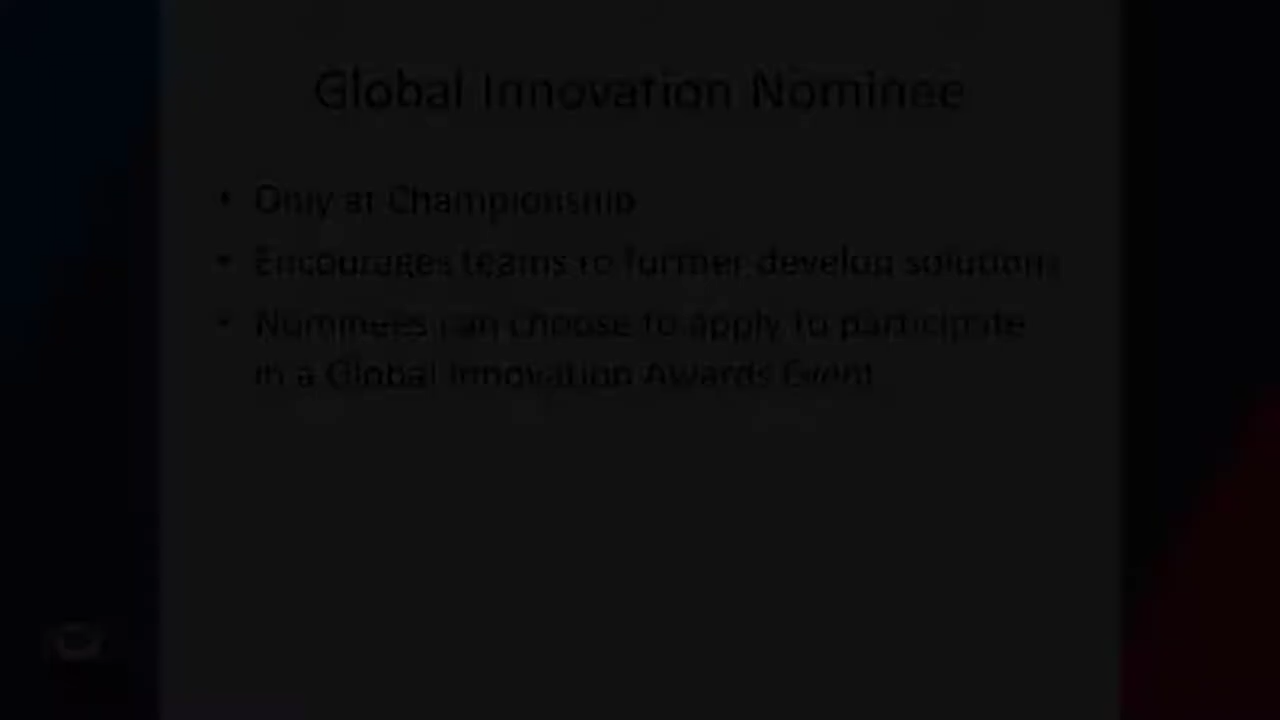 Global Innovation Nominee
• Only at Championship
• Encourages teams to further develop solutions
• Nominees can choose to apply to participate
in a Global Innovation Awards Event